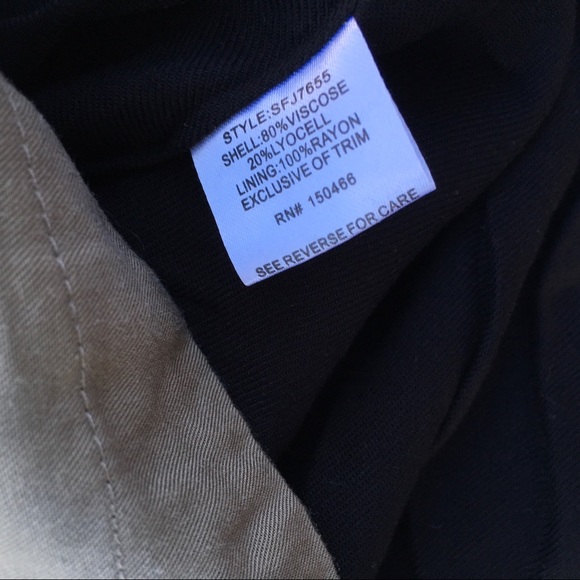 STYLE:SFJ7655
SHELL:80%VISCOSE
20%LYOCELL
LINING:100%RAYON
EXCLUSIVE OF TRIM
RN# 150466
SEE REVERSE FOR CARE